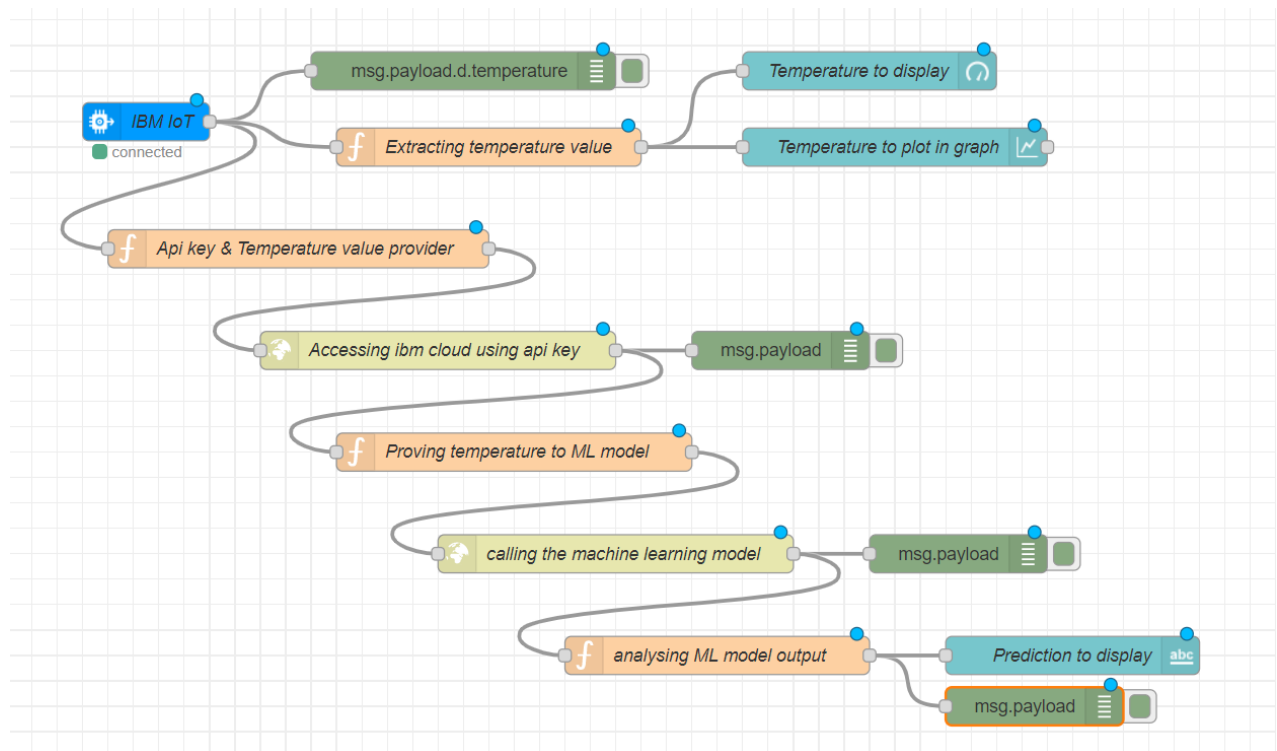 msg.payload.d.temperature
Temperature to display
IBM IoT
connected
Extracting temperature value
Temperature to plot in graph
Api key & Temperature value provider
Accessing ibm cloud using api key
msg.payload
Proving temperature to ML model
calling the machine learning model
msg.payload
analysing ML model output
Prediction to display
abc
msg.payload